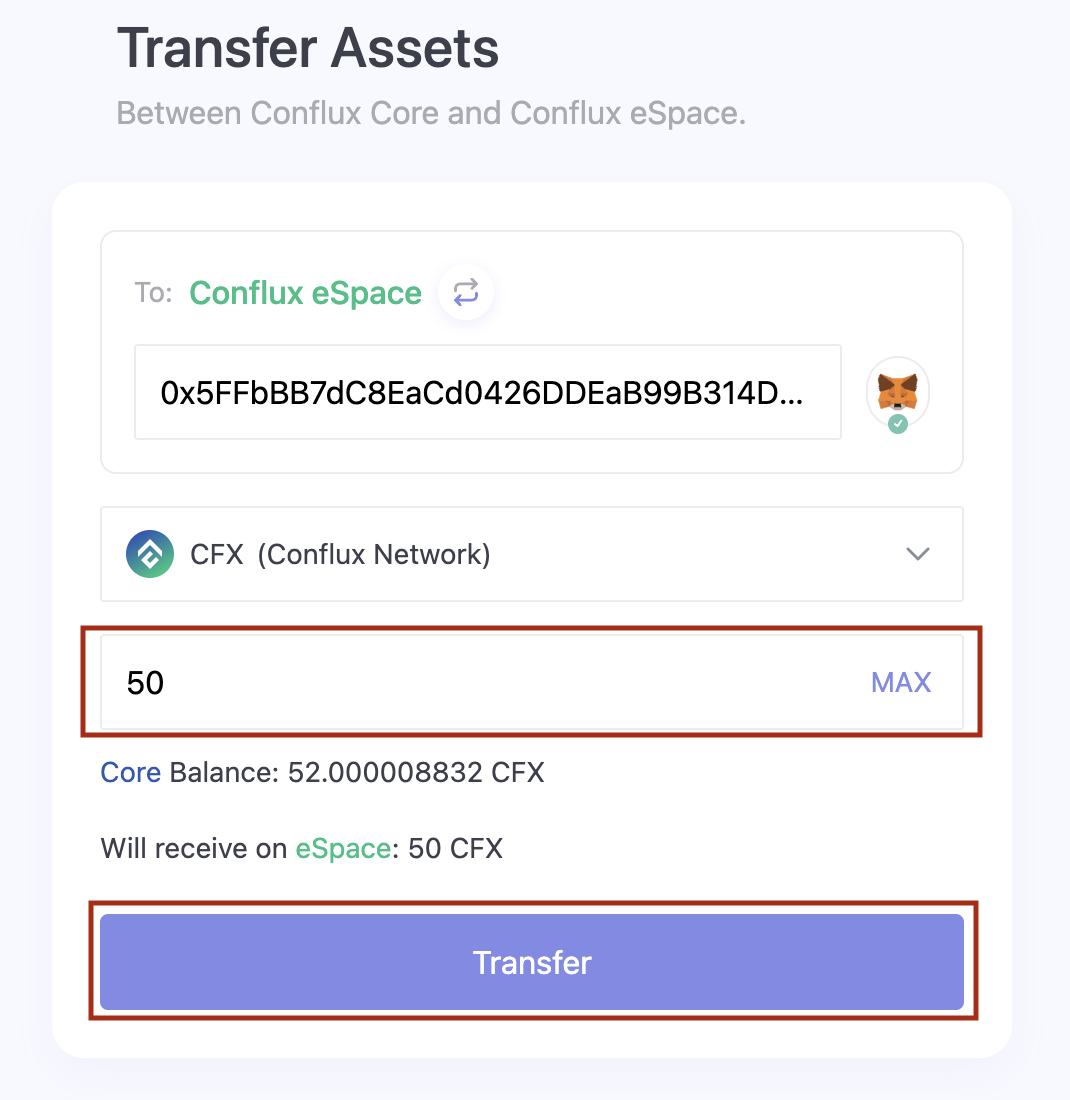 Transfer Assets
Between Conflux Core and Conflux eSpace.
To: Conflux eSpace
0x5FFbBB7dC8EaCd0426DDEaB99B314D...
CFX (Conflux Network)
50 MAX
Core Balance: 52.000008832 CFX
Will receive on eSpace: 50 CFX
Transfer